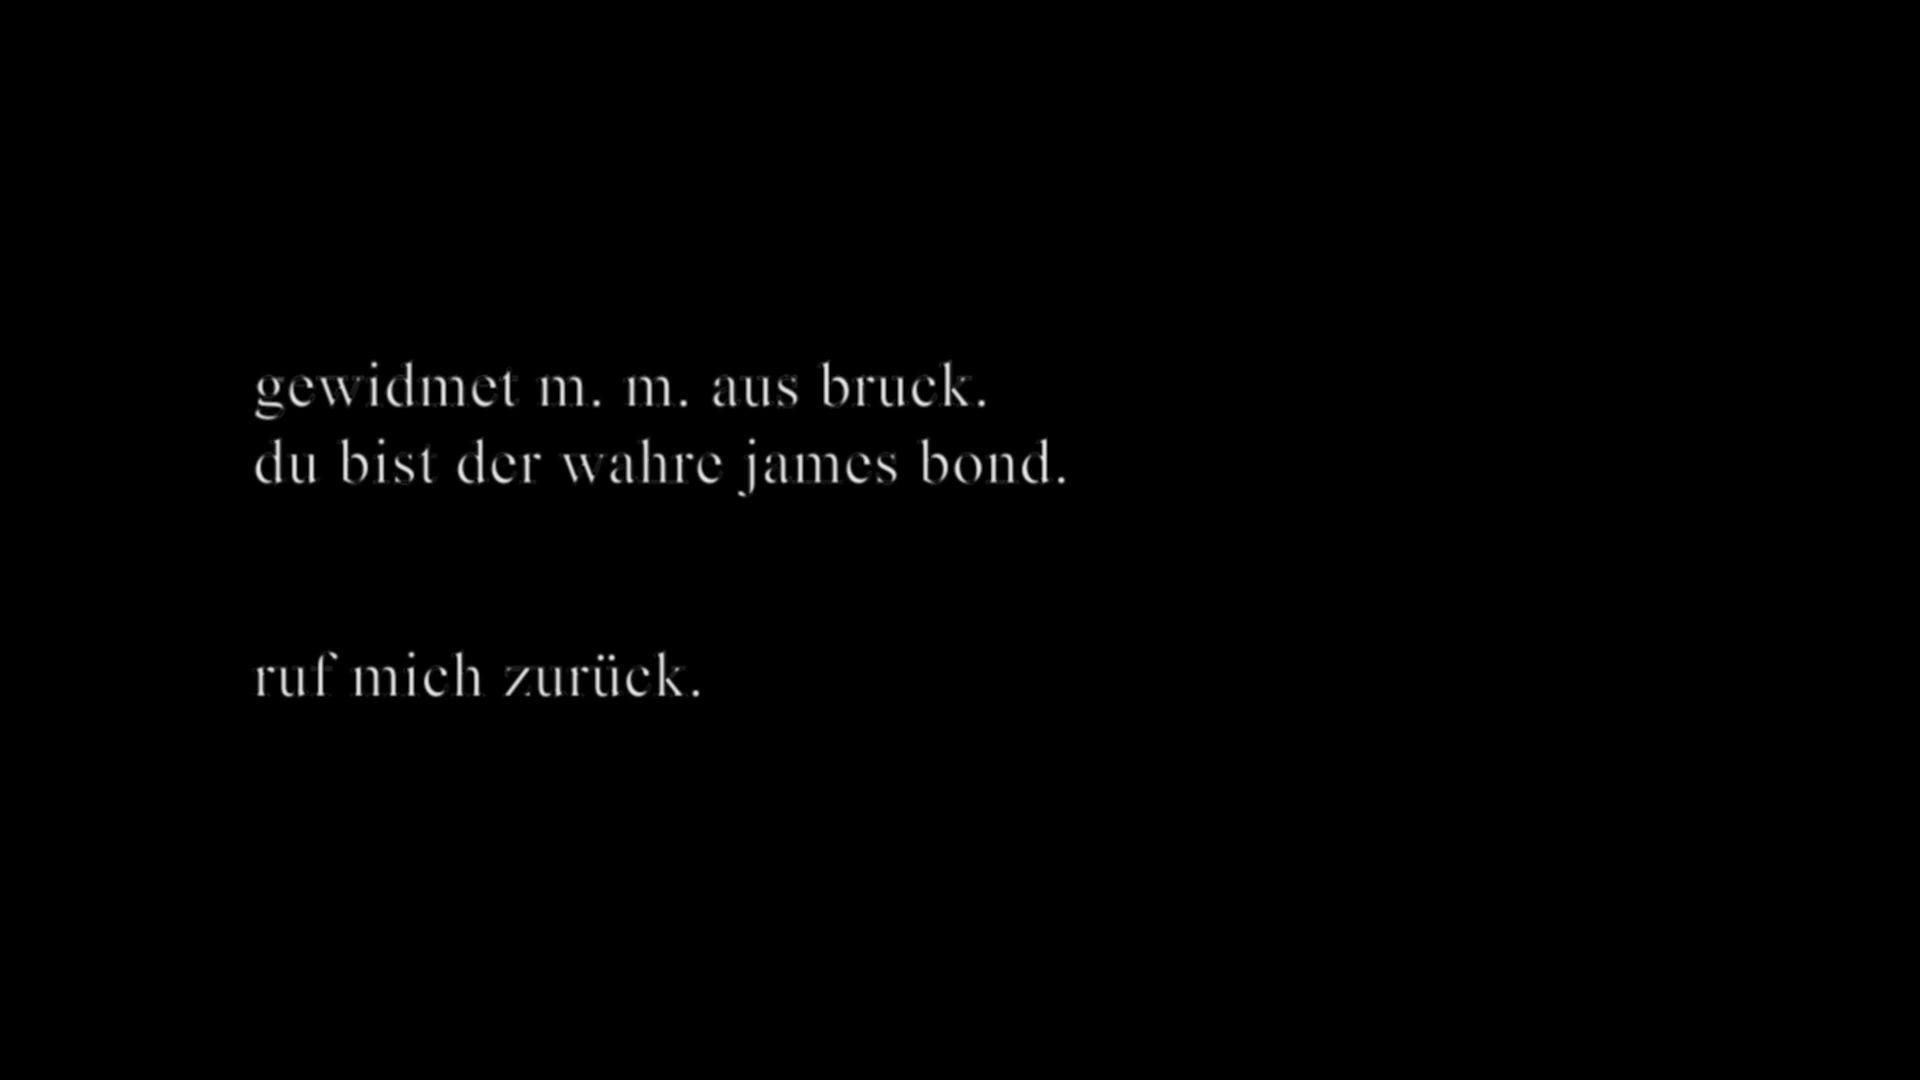 gewidmet m. m. aus bruck.
du bist der wahre james bond.
ruf mich zurück.